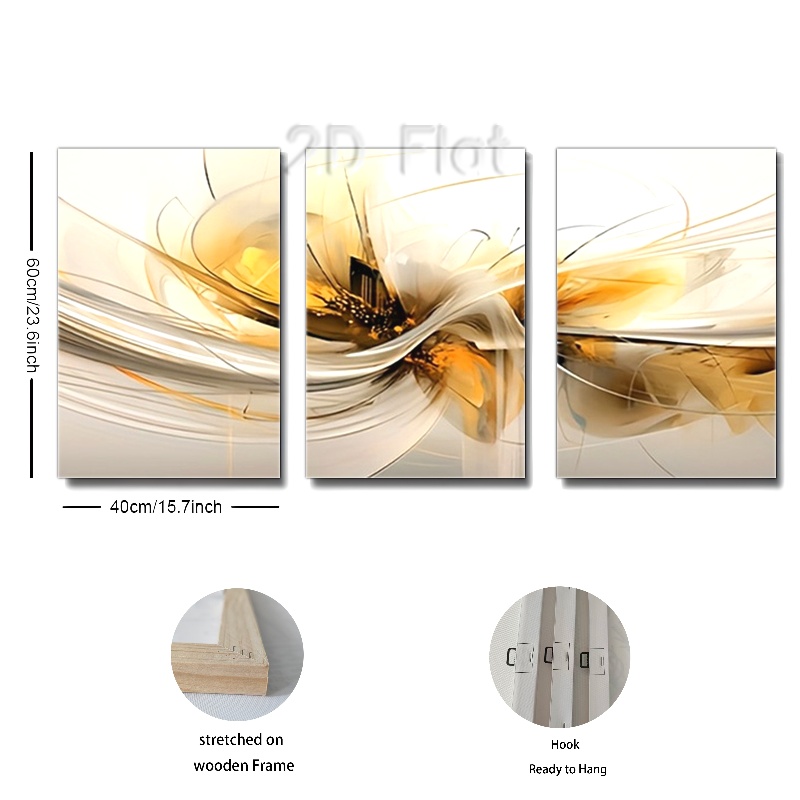 2D Flat
60cm/23.6inch
40cm/15.7inch
stretched on
wooden Frame
Hook
Ready to Hang